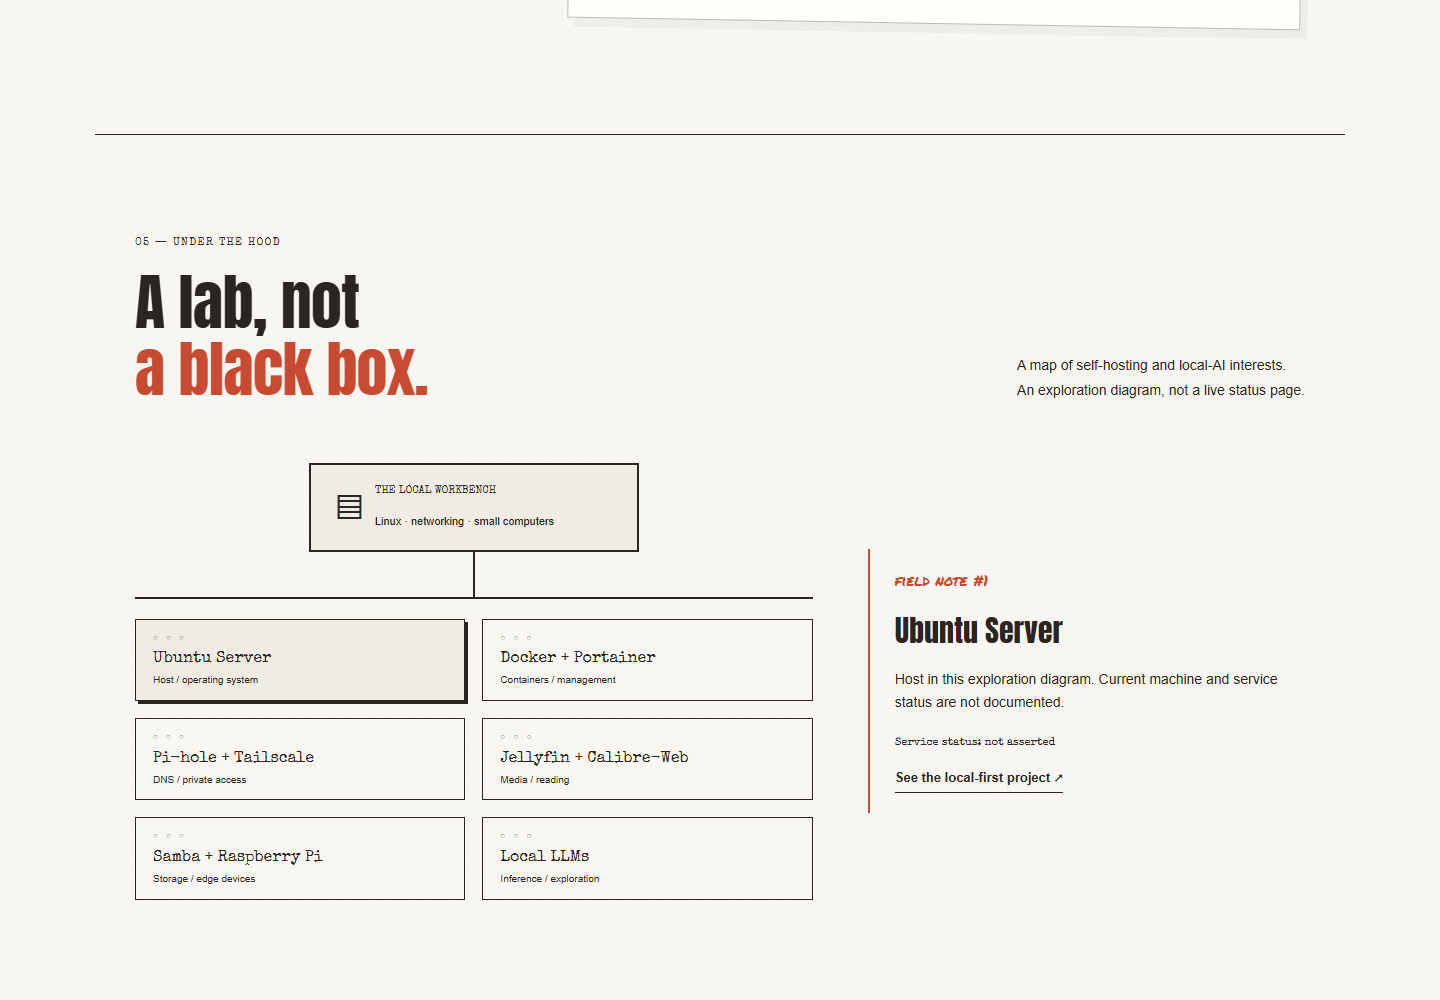 05 — UNDER THE HOOD
A lab, not
a black box.
A map of self-hosting and local-AI interests.
An exploration diagram, not a live status page.
THE LOCAL WORKBENCH
Linux · networking · small computers
Ubuntu Server
Host / operating system
Docker + Portainer
Containers / management
Pi-hole + Tailscale
DNS / private access
Jellyfin + Calibre-Web
Media / reading
Samba + Raspberry Pi
Storage / edge devices
Local LLMs
Inference / exploration
FIELD NOTE #1
Ubuntu Server
Host in this exploration diagram. Current machine and service
status are not documented.
Service status: not asserted
See the local-first project ↗